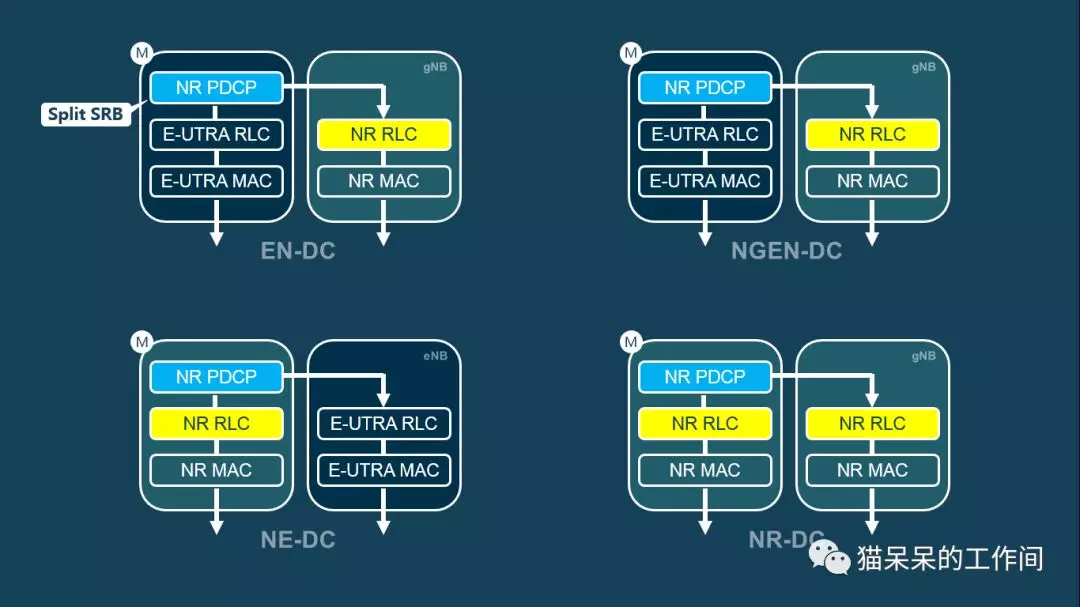 M
gNB
NR PDCP
Split SRB
E-UTRA RLC
NR RLC
E-UTRA MAC
NR MAC
EN-DC
M
gNB
NR PDCP
E-UTRA RLC
NR RLC
E-UTRA MAC
NR MAC
NGEN-DC
M
eNB
NR PDCP
NR RLC
E-UTRA RLC
NR MAC
E-UTRA MAC
NE-DC
M
gNB
NR PDCP
NR RLC
NR RLC
NR MAC
NR MAC
NR-DC
猫呆呆的工作间